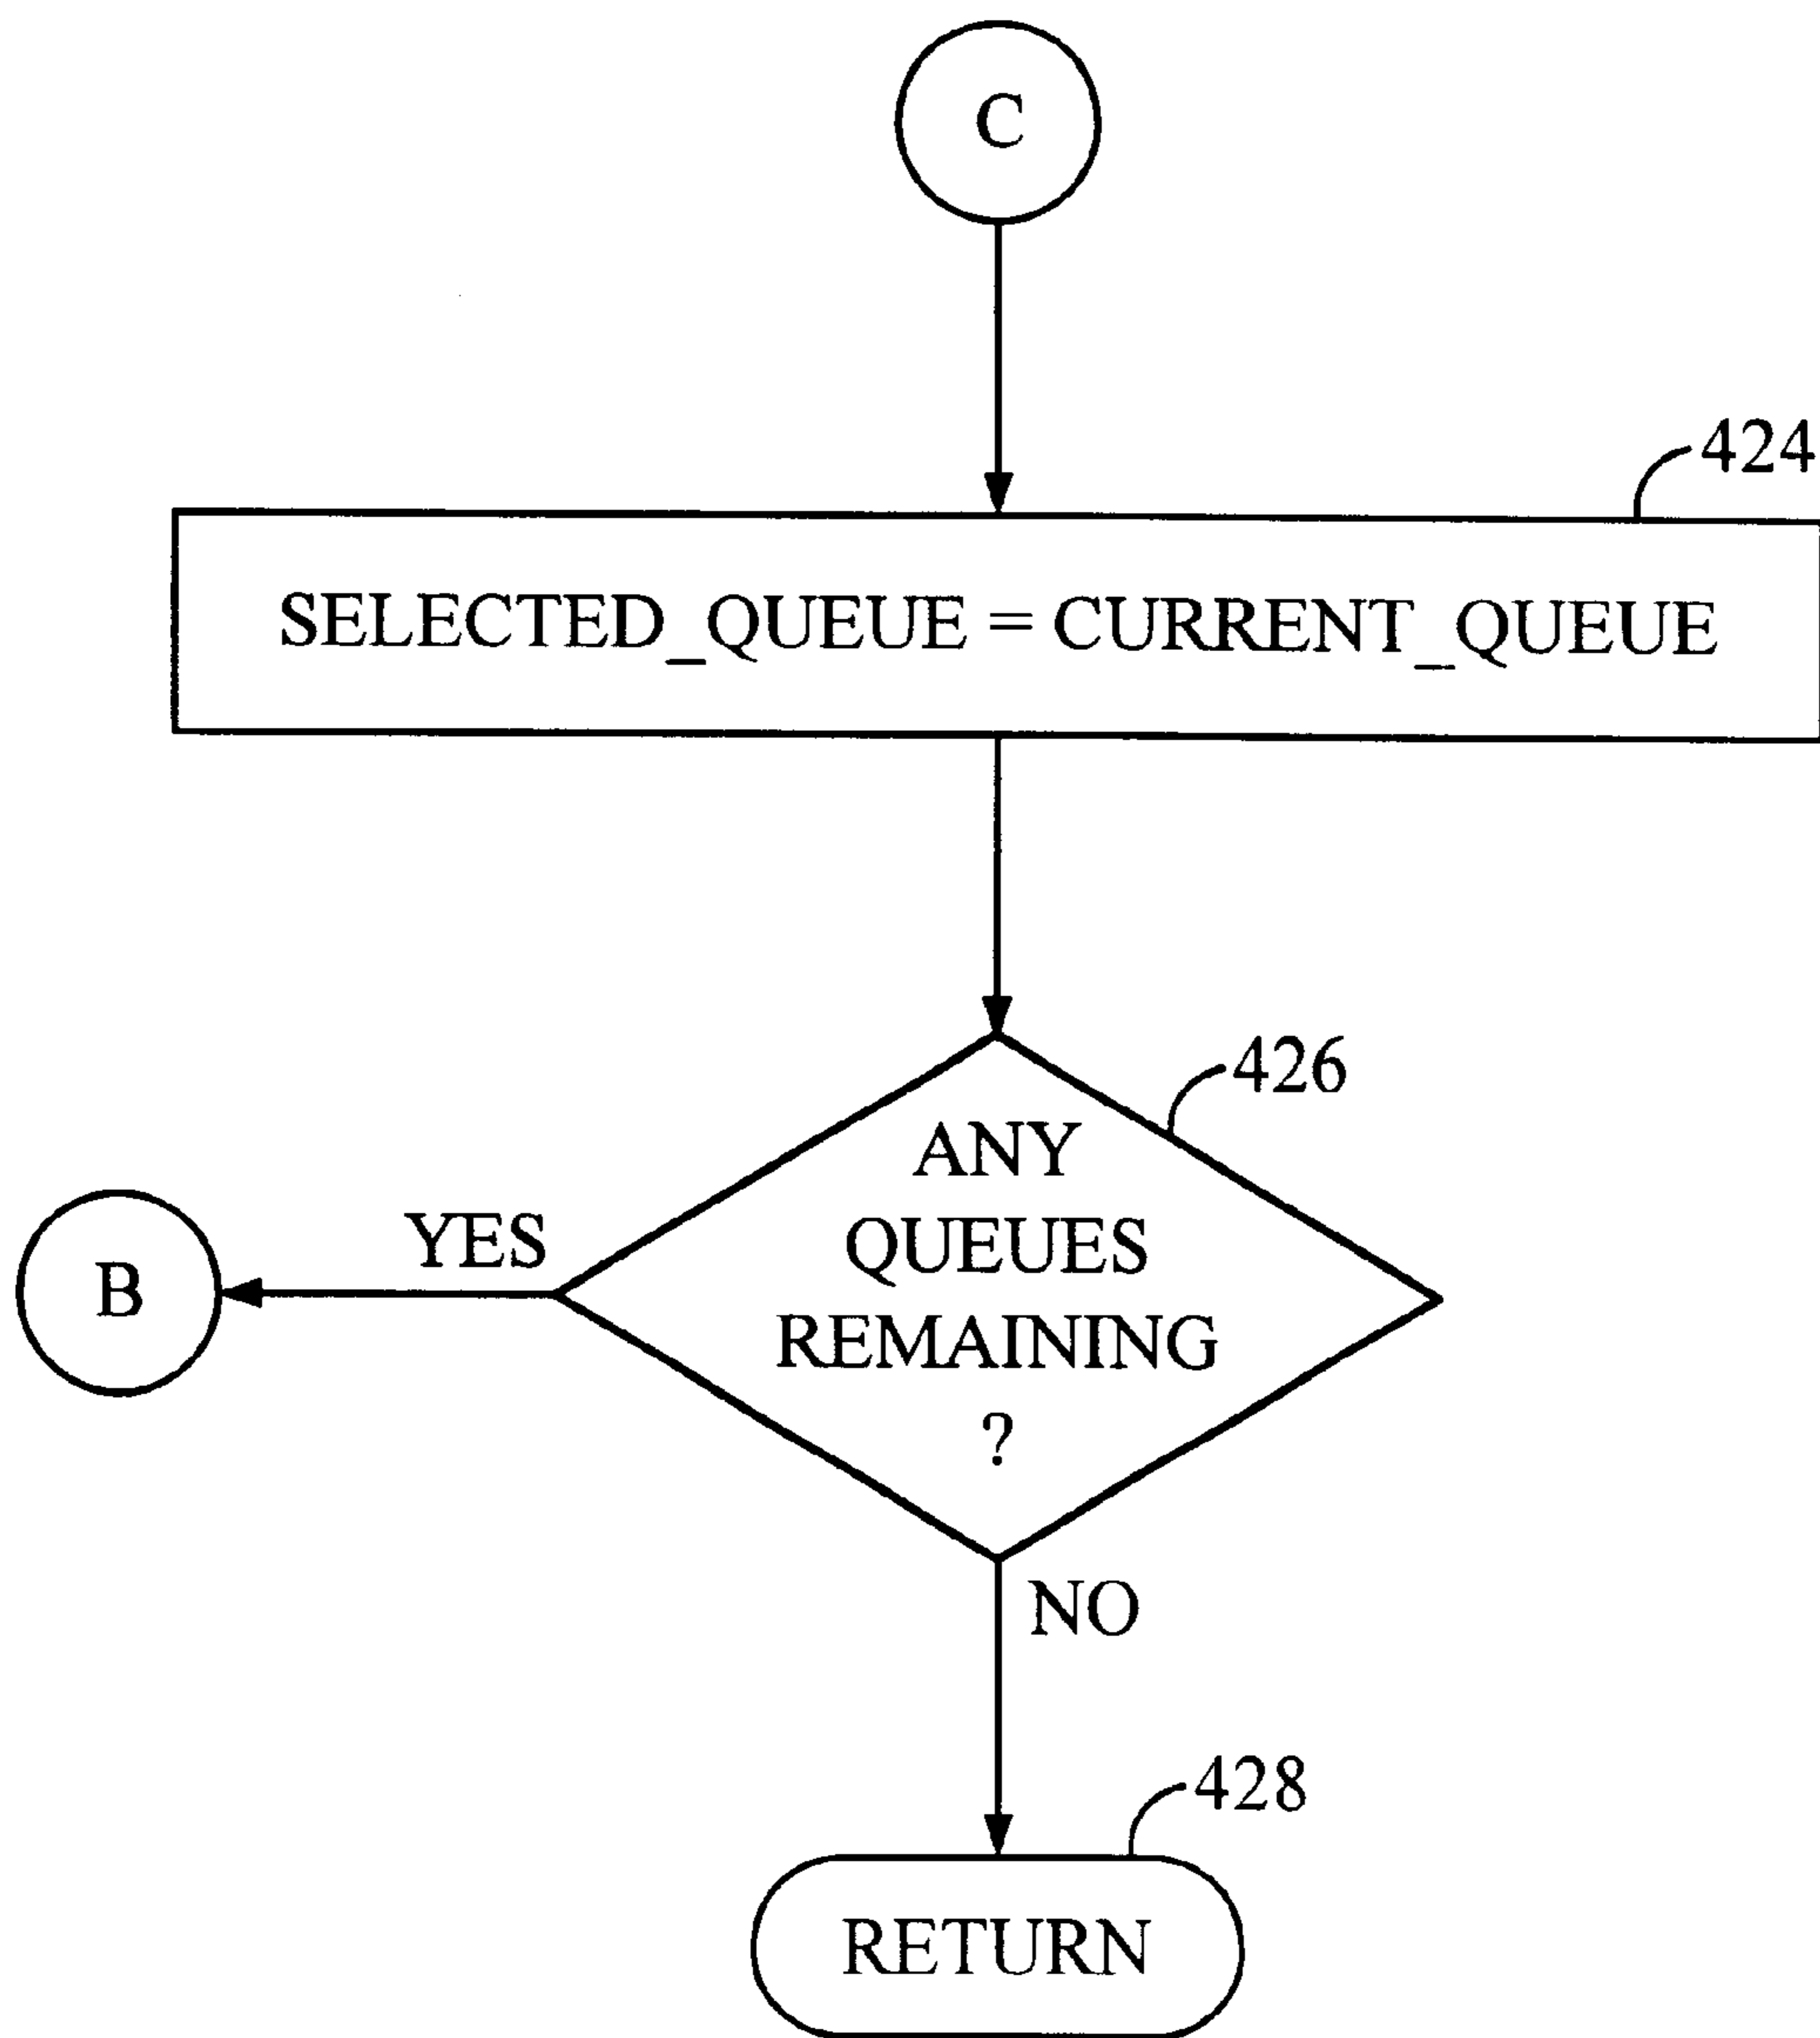 C
424
SELECTED_QUEUE = CURRENT_QUEUE
426
ANY
QUEUES
REMAINING
?
YES
B
NO
428
RETURN